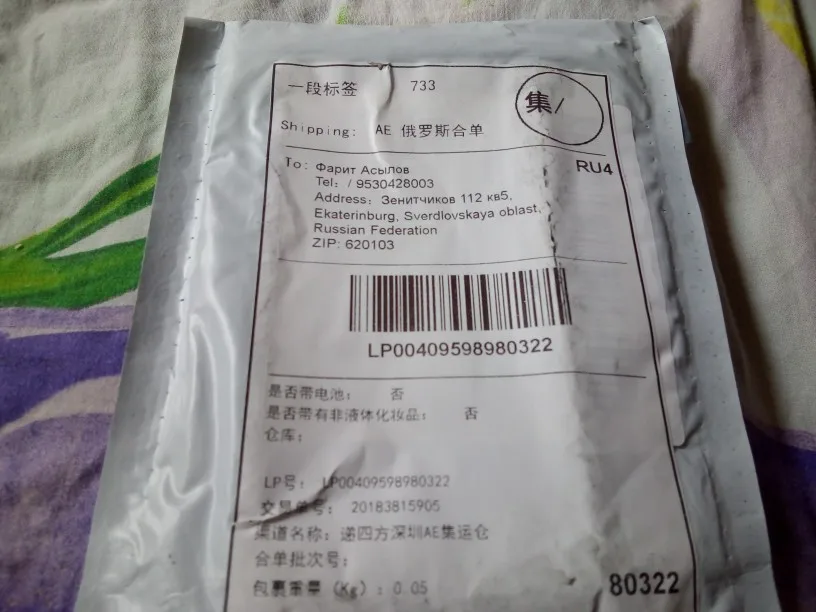 一段标签 733
集/
Shipping: AE 俄罗斯合单
RU4
To: Фарит Асылов
Tel: / 9530428003
Address: Зенитчиков 112 кв5,
Ekaterinburg, Sverdlovskaya oblast,
Russian Federation
ZIP: 620103
LP00409598980322
是否带电池: 否
是否带有非液体化妆品: 否
仓库:
LP号: LP00409598980322
交易单号: 20183815905
渠道名称: 递四方深圳AE集运仓
合单批次号:
包裹重量 (Kg) : 0.05
80322